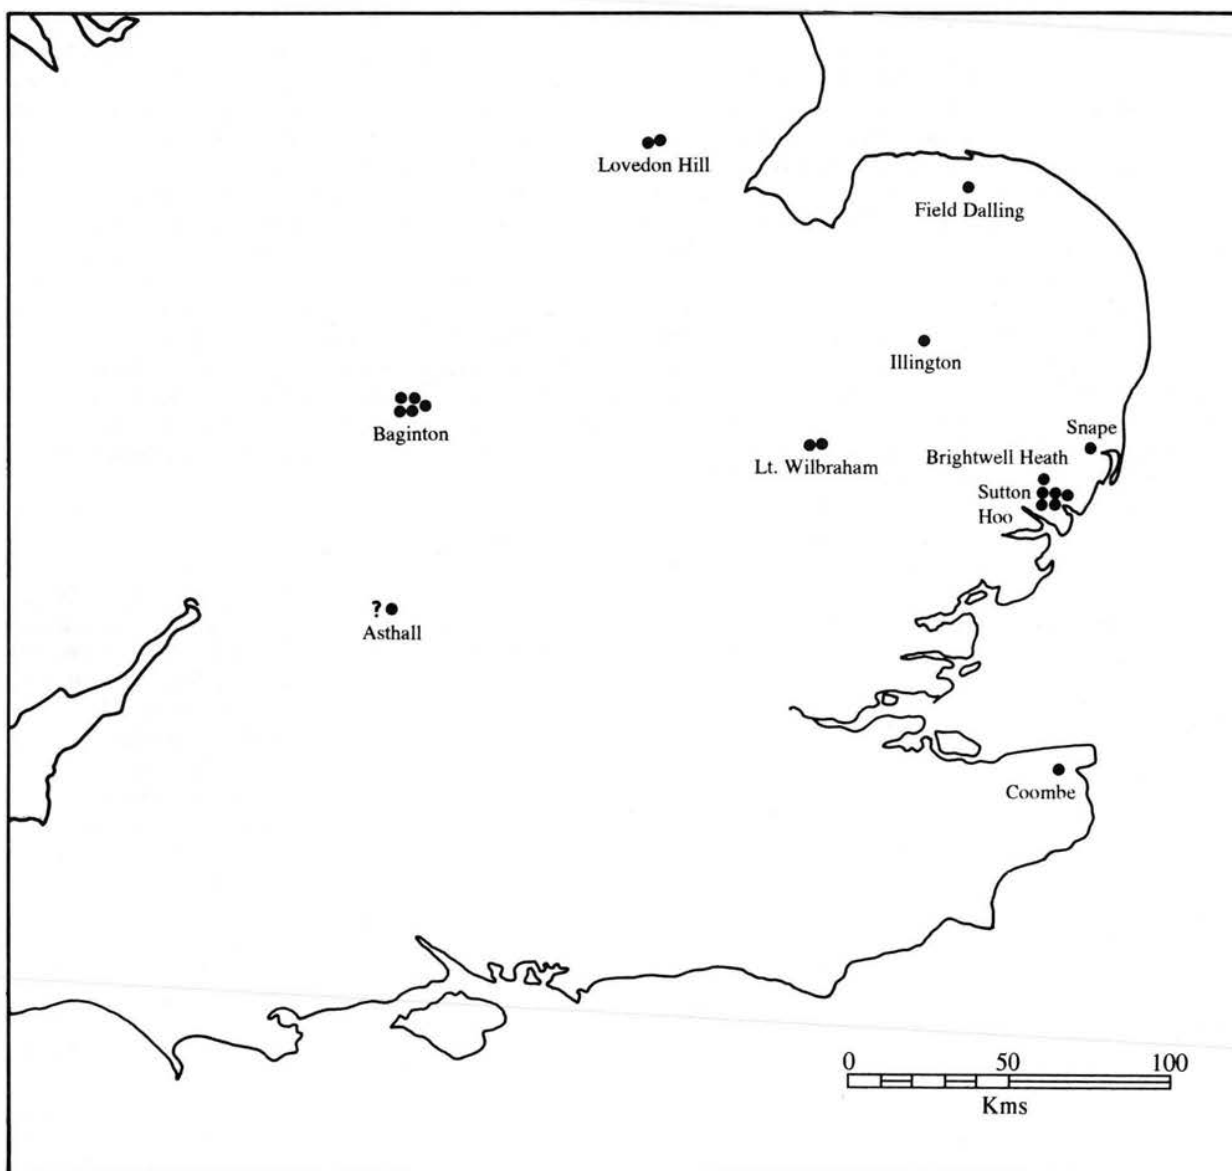 Lovedon Hill
Field Dalling
Illington
Baginton
Snape
Lt. Wilbraham
Brightwell Heath
Sutton
Hoo
?
Asthall
Coombe
0 50 100
Kms